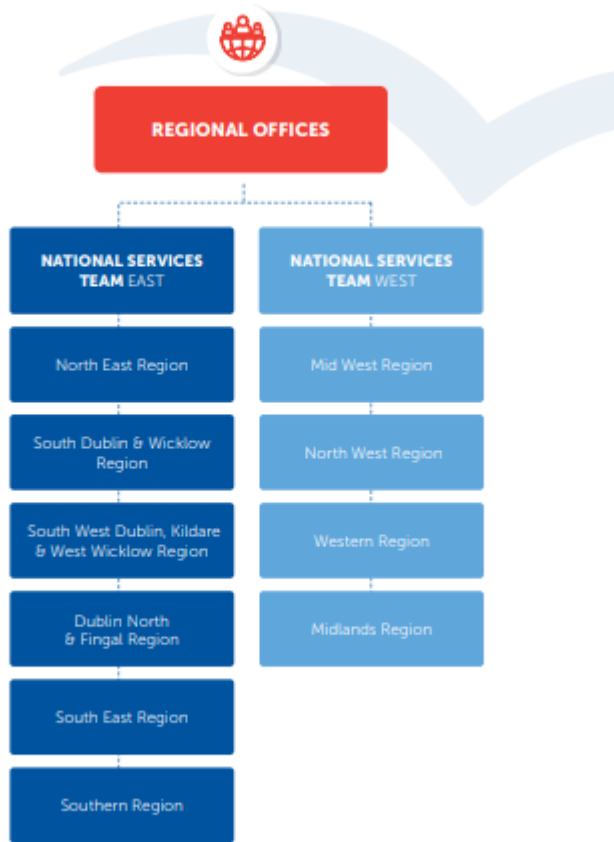 REGIONAL OFFICES
NATIONAL SERVICES
TEAM EAST
North East Region
South Dublin & Wicklow
Region
South West Dublin, Kildare
& West Wicklow Region
Dublin North
& Fingal Region
South East Region
Southern Region
NATIONAL SERVICES
TEAM WEST
Mid West Region
North West Region
Western Region
Midlands Region